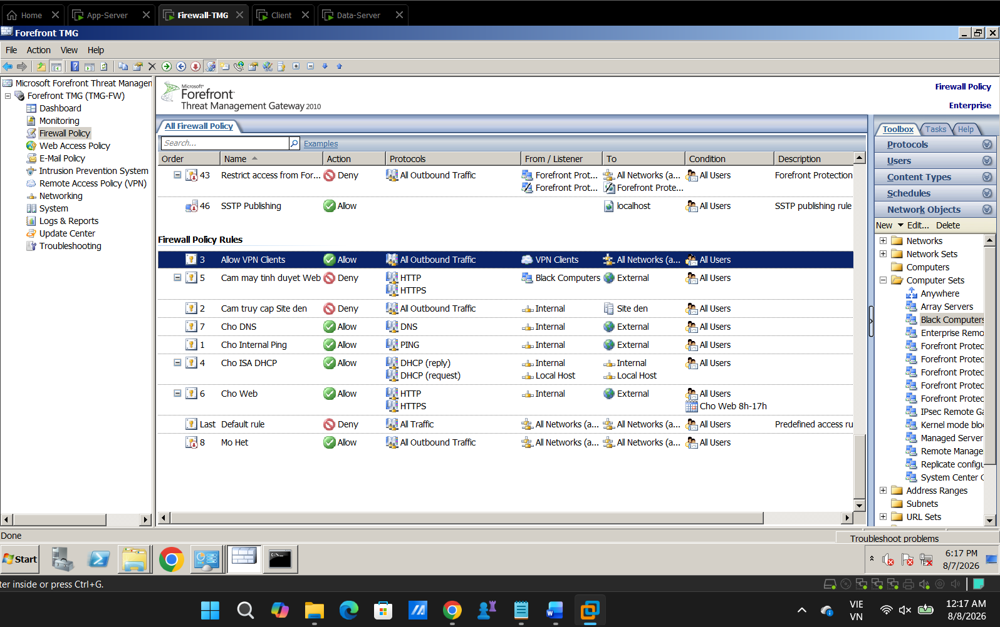 Home
App-Server
Firewall-TMG
Client
Data-Server
Forefront TMG
File Action View Help
Microsoft Forefront Threat Managen
Forefront TMG (TMG-FW)
Dashboard
Monitoring
Firewall Policy
Web Access Policy
E-Mail Policy
Intrusion Prevention System
Remote Access Policy (VPN)
Networking
System
Logs & Reports
Update Center
Troubleshooting
Microsoft®
Forefront™
Threat Management Gateway 2010
Firewall Policy
Enterprise
All Firewall Policy
Search...
Examples
Order Name Action Protocols From / Listener To Condition Description
43 Restrict access from For... Deny All Outbound Traffic Forefront Prot... All Networks (a... All Users Forefront Protection
Forefront Prot... Forefront Prote...
46 SSTP Publishing Allow localhost All Users SSTP publishing rule
Firewall Policy Rules
3 Allow VPN Clients Allow All Outbound Traffic VPN Clients All Networks (a... All Users
5 Cam may tinh duyet Web Deny HTTP Black Computers External All Users
HTTPS
2 Cam truy cap Site den Deny All Outbound Traffic Internal Site den All Users
7 Cho DNS Allow DNS Internal External All Users
1 Cho Internal Ping Allow PING Internal External All Users
4 Cho ISA DHCP Allow DHCP (reply) Internal Internal All Users
DHCP (request) Local Host Local Host
6 Cho Web Allow HTTP Internal External All Users
HTTPS Cho Web 8h-17h
Last Default rule Deny All Traffic All Networks (a... All Networks (a... All Users Predefined access ru
8 Mo Het Allow All Outbound Traffic All Networks (a... All Networks (a... All Users
Toolbox Tasks Help
Protocols
Users
Content Types
Schedules
Network Objects
New Edit... Delete
Networks
Network Sets
Computers
Computer Sets
Anywhere
Array Servers
Black Computers
Enterprise Remo
Forefront Protec
Forefront Protec
Forefront Protec
Forefront Protec
Forefront Protec
IPsec Remote Ga
Kernel mode bloc
Managed Server
Remote Manage
Replicate configu
System Center C
Address Ranges
Subnets
URL Sets
Done
Troubleshoot problems
Start
6:17 PM
8/7/2026
ter inside or press Ctrl+G.
VIE
VN
12:17 AM
8/8/2026